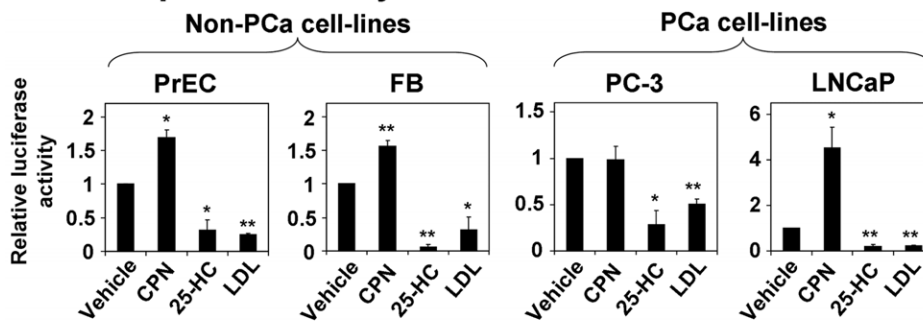 Non-PCa cell-lines
PCa cell-lines
PrEC
FB
PC-3
LNCaP
Relative luciferase
activity
2
1.5
1
0.5
0
*
*
**
Vehicle
CPN
25-HC
LDL
2
1.5
1
0.5
0
**
**
*
Vehicle
CPN
25-HC
LDL
1.5
1
0.5
0
*
**
Vehicle
CPN
25-HC
LDL
6
4
2
0
*
**
**
Vehicle
CPN
25-HC
LDL